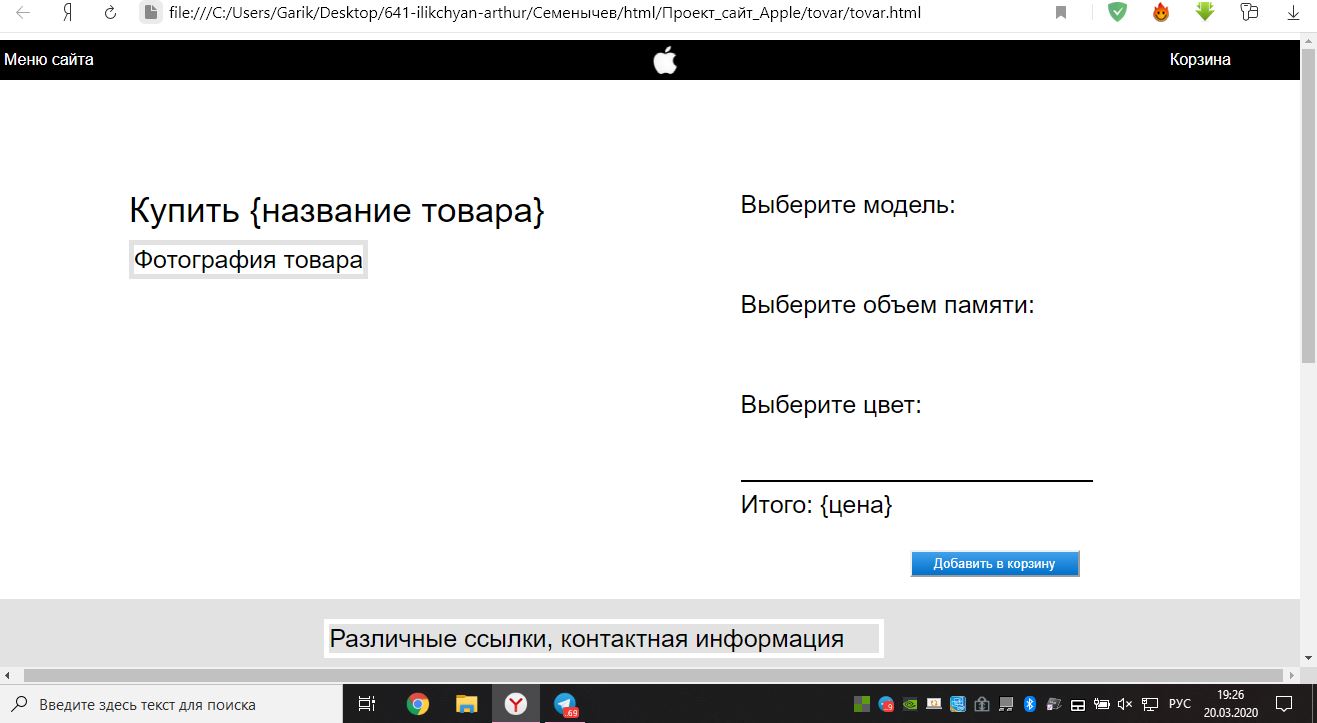 file:///C:/Users/Garik/Desktop/641-ilikchyan-arthur/Семенычев/html/Проект_сайт_Apple/tovar/tovar.html
Меню сайта
Корзина
Купить {название товара}
Фотография товара
Выберите модель:
Выберите объем памяти:
Выберите цвет:
Итого: {цена}
Добавить в корзину
Различные ссылки, контактная информация
Введите здесь текст для поиска
РУС
19:26
20.03.2020